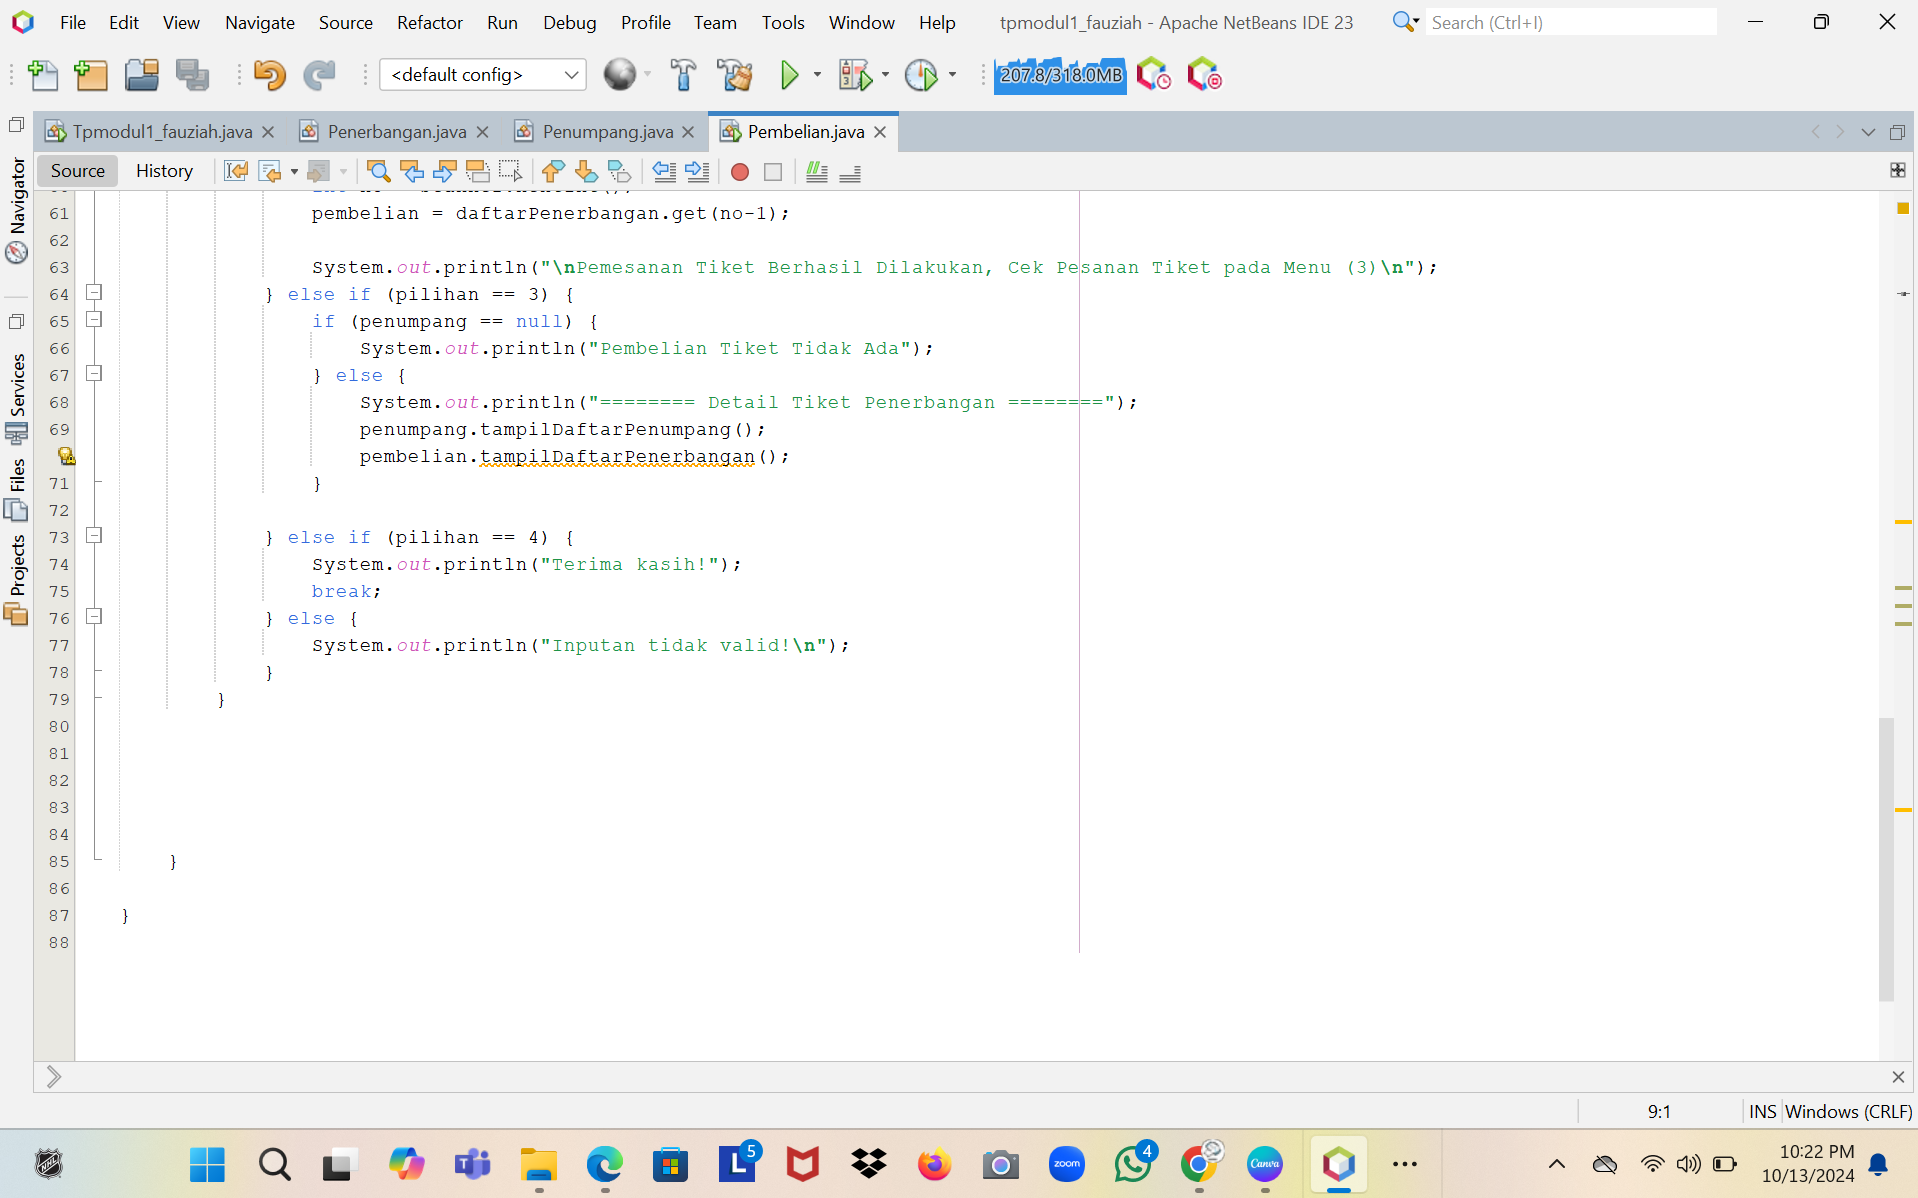 File Edit View Navigate Source Refactor Run Debug Profile Team Tools Window Help tpmodul1_fauziah - Apache NetBeans IDE 23 Search (Ctrl+I)
<default config> 207.8/318.0MB
Tpmodul1_fauziah.java Penerbangan.java Penumpang.java Pembelian.java
Source History
Navigator
Services
Files
Projects
61 pembelian = daftarPenerbangan.get(no-1);
62
63 System.out.println("\nPemesanan Tiket Berhasil Dilakukan, Cek Pesanan Tiket pada Menu (3)\n");
64 } else if (pilihan == 3) {
65 if (penumpang == null) {
66 System.out.println("Pembelian Tiket Tidak Ada");
67 } else {
68 System.out.println("======== Detail Tiket Penerbangan ========");
69 penumpang.tampilDaftarPenumpang();
pembelian.tampilDaftarPenerbangan();
71 }
72
73 } else if (pilihan == 4) {
74 System.out.println("Terima kasih!");
75 break;
76 } else {
77 System.out.println("Inputan tidak valid!\n");
78 }
79 }
80
81
82
83
84
85 }
86
87 }
88
9:1 INS Windows (CRLF)
5 zoom 4 Canva 10:22 PM
10/13/2024